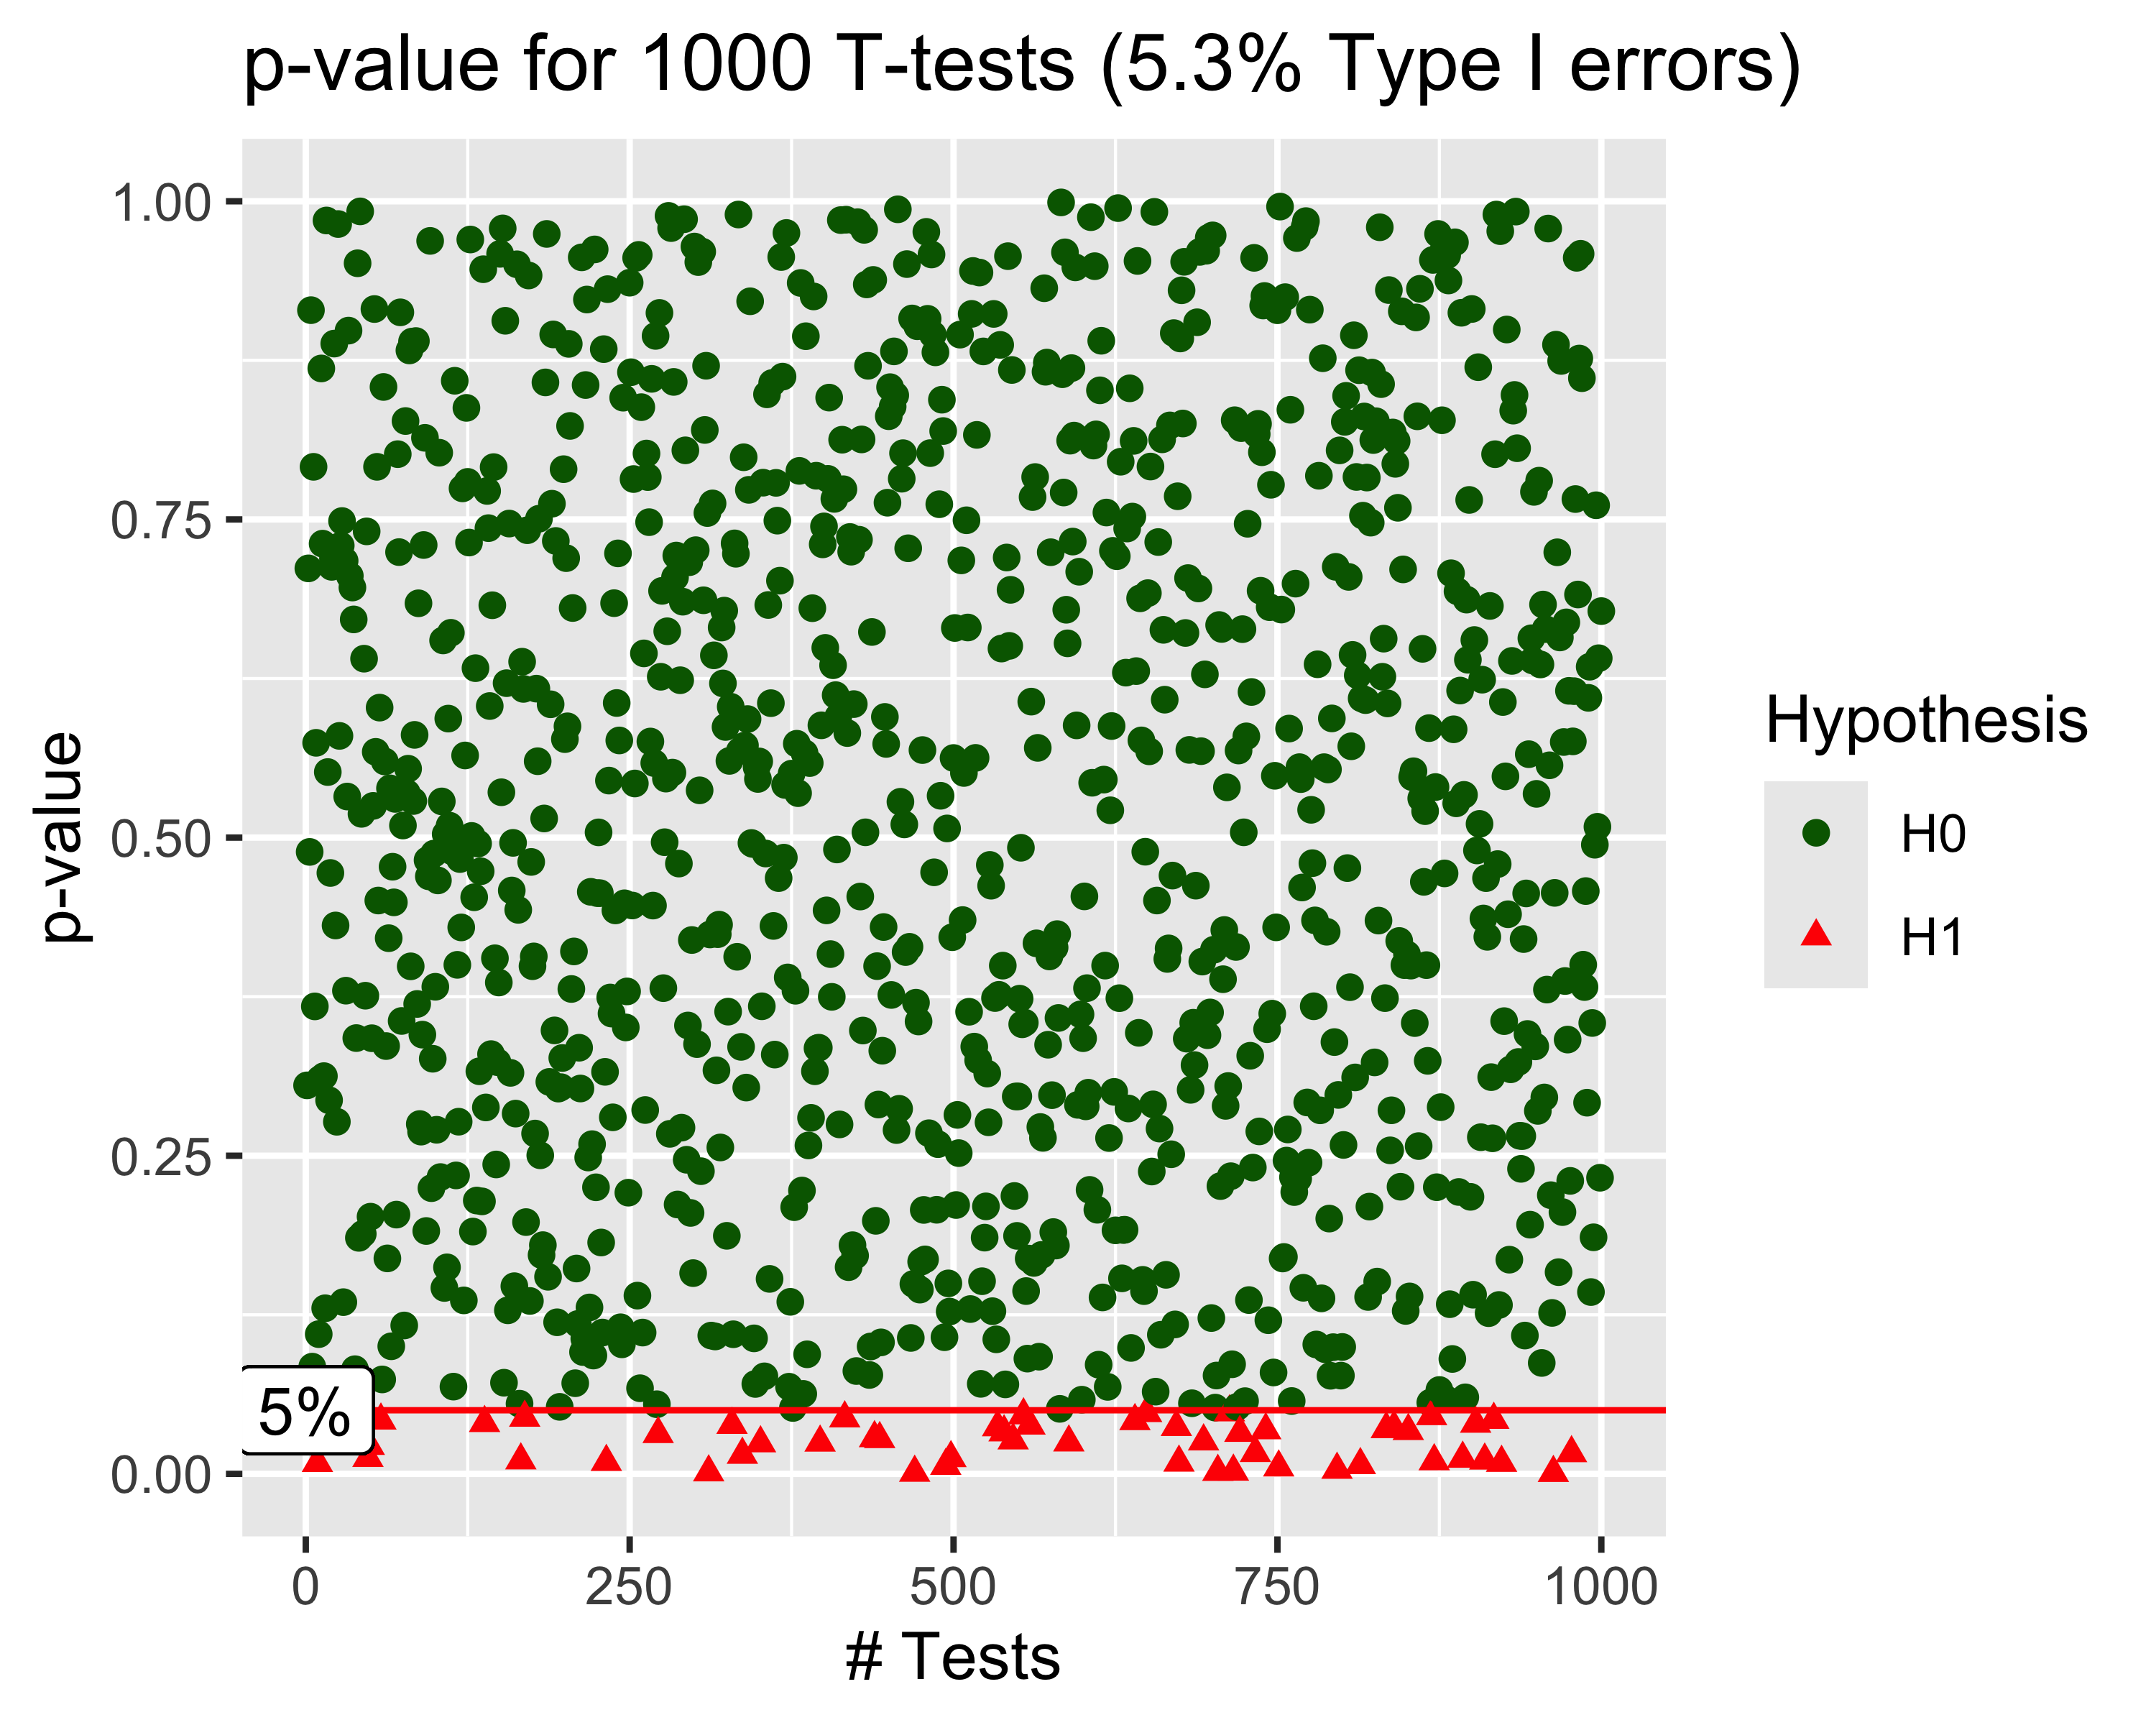 p-value for 1000 T-tests (5.3% Type I errors)
p-value
1.00
0.75
0.50
0.25
0.00
5%
0 250 500 750 1000
# Tests
Hypothesis
H0
H1